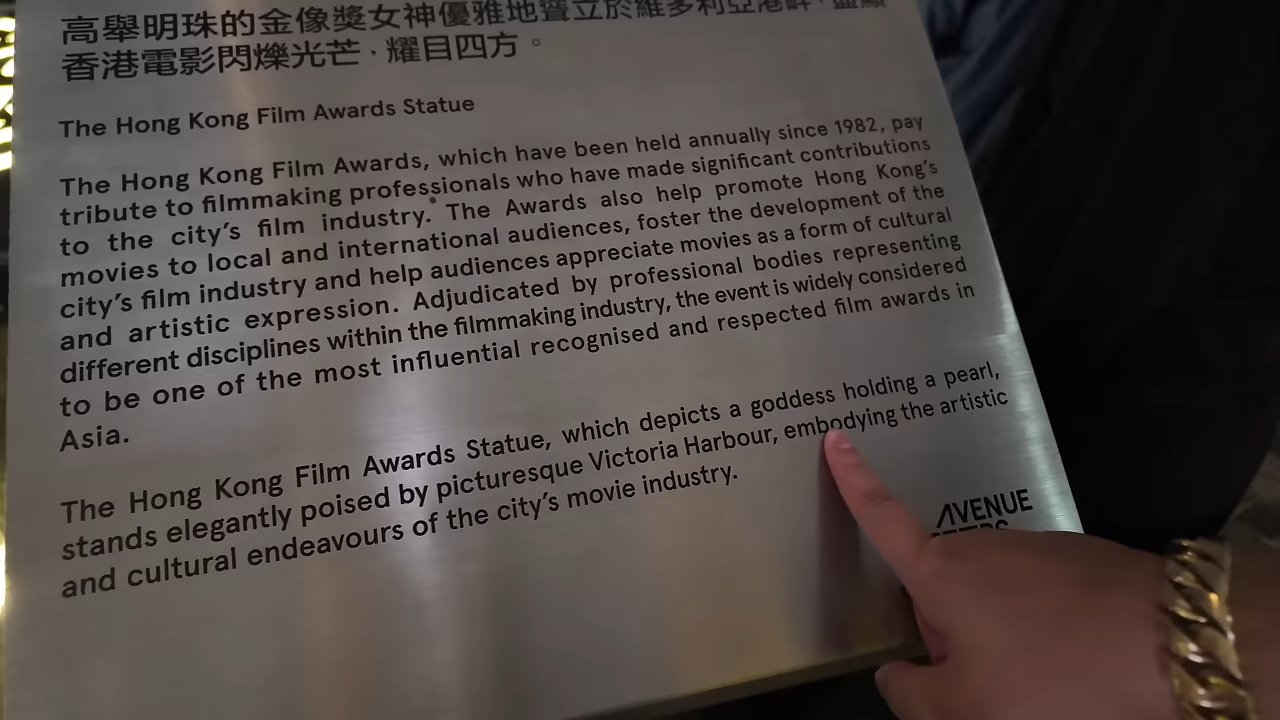 高舉明珠的金像獎女神優雅地聳立於維多利亞港畔，盡顯
香港電影閃爍光芒，耀目四方。
The Hong Kong Film Awards Statue
The Hong Kong Film Awards, which have been held annually since 1982, pay
tribute to filmmaking professionals who have made significant contributions
to the city's film industry. The Awards also help promote Hong Kong's
movies to local and international audiences, foster the development of the
city's film industry and help audiences appreciate movies as a form of cultural
and artistic expression. Adjudicated by professional bodies representing
different disciplines within the filmmaking industry, the event is widely considered
to be one of the most influential recognised and respected film awards in
Asia.
The Hong Kong Film Awards Statue, which depicts a goddess holding a pearl,
stands elegantly poised by picturesque Victoria Harbour, embodying the artistic
and cultural endeavours of the city's movie industry.
AVENUE